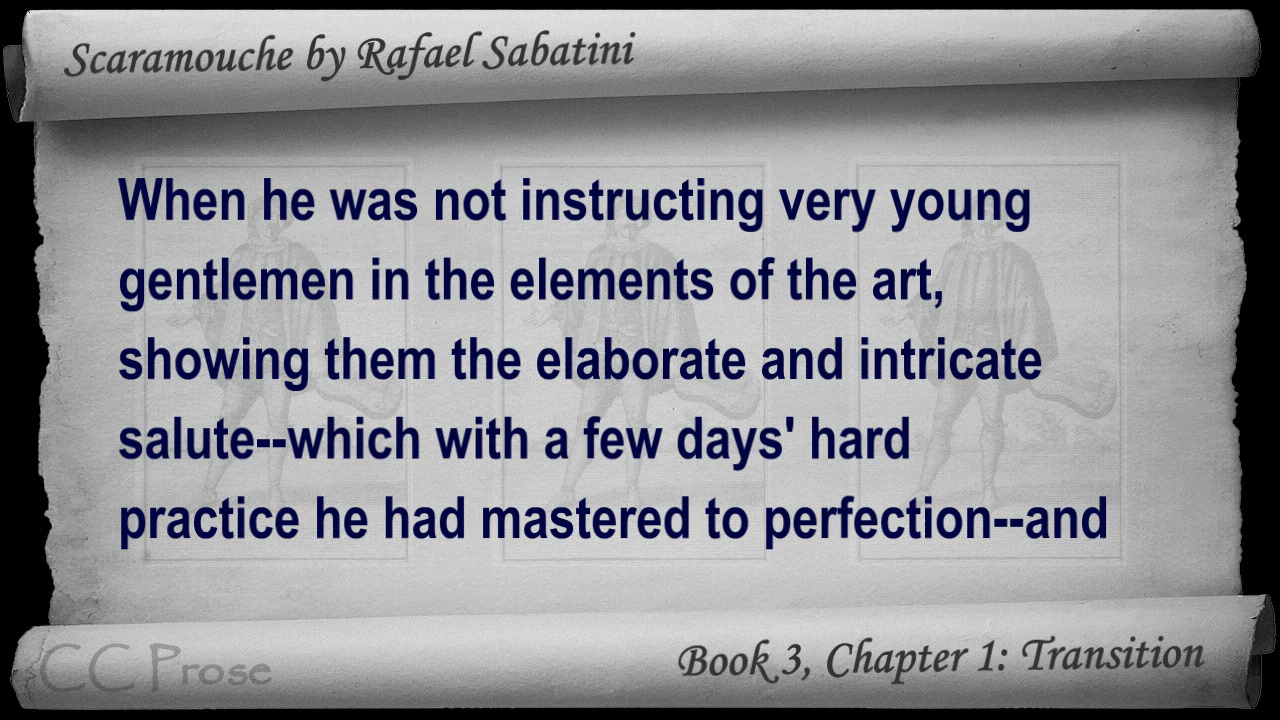 Scaramouche by Rafael Sabatini
When he was not instructing very young
gentlemen in the elements of the art,
showing them the elaborate and intricate
salute--which with a few days' hard
practice he had mastered to perfection--and
CC Prose
Book 3, Chapter 1: Transition